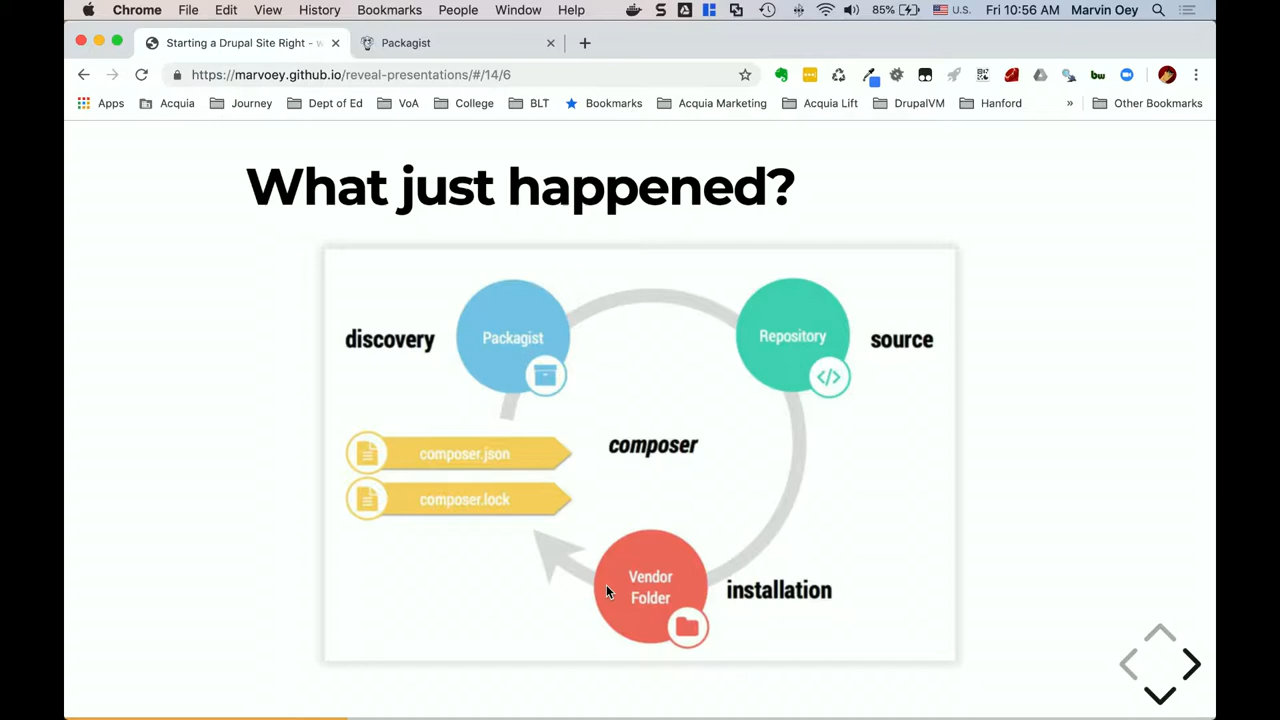 Chrome File Edit View History Bookmarks People Window Help 85% U.S. Fri 10:56 AM Marvin Oey
Starting a Drupal Site Right - Packagist
https://marvoey.github.io/reveal-presentations/#/14/6
Apps Acquia Journey Dept of Ed VoA College BLT Bookmarks Acquia Marketing Acquia Lift DrupalVM Hanford » Other Bookmarks
What just happened?
discovery
Packagist
Repository
source
composer.json
composer
composer.lock
Vendor
Folder
installation